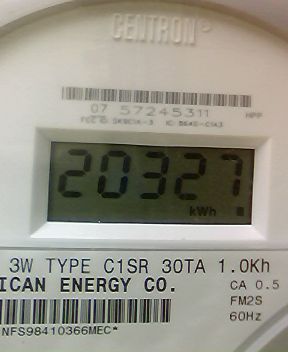 CENTRON®
07 57245311 HPP
20327
kWh
3W TYPE C1SR 30TA 1.0Kh
ICAN ENERGY CO. CA 0.5
FM2S
NFS98410366MEC* 60Hz